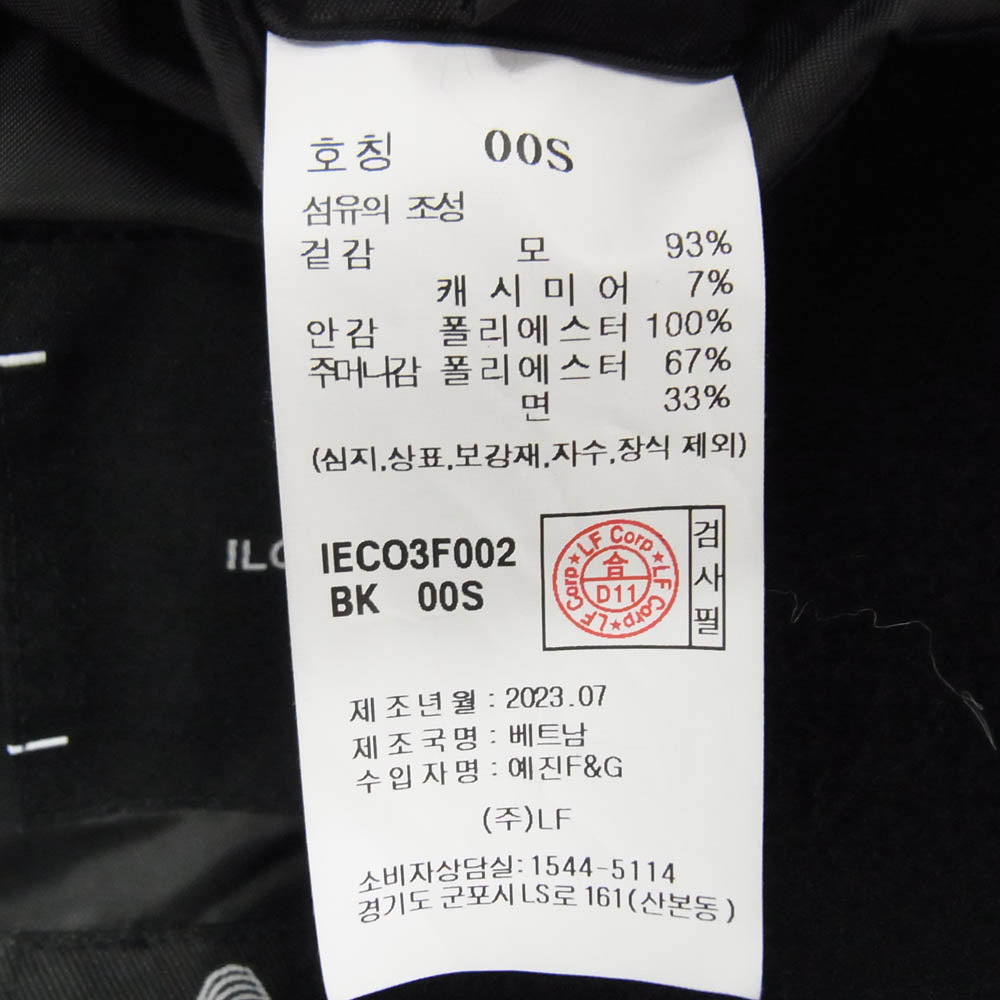 호칭 00S
섬유의 조성
겉감 모 93%
캐시미어 7%
안감 폴리에스터 100%
주머니감 폴리에스터 67%
면 33%
(심지,상표,보강재,자수,장식 제외)
IECO3F002
BK 00S
LF Corp★LF Corp★LF Corp★
合
D11
검사필
제조년월 : 2023.07
제조국명 : 베트남
수입자명 : 예진F&G
(주)LF
소비자상담실: 1544-5114
경기도 군포시 LS로 161(산본동)